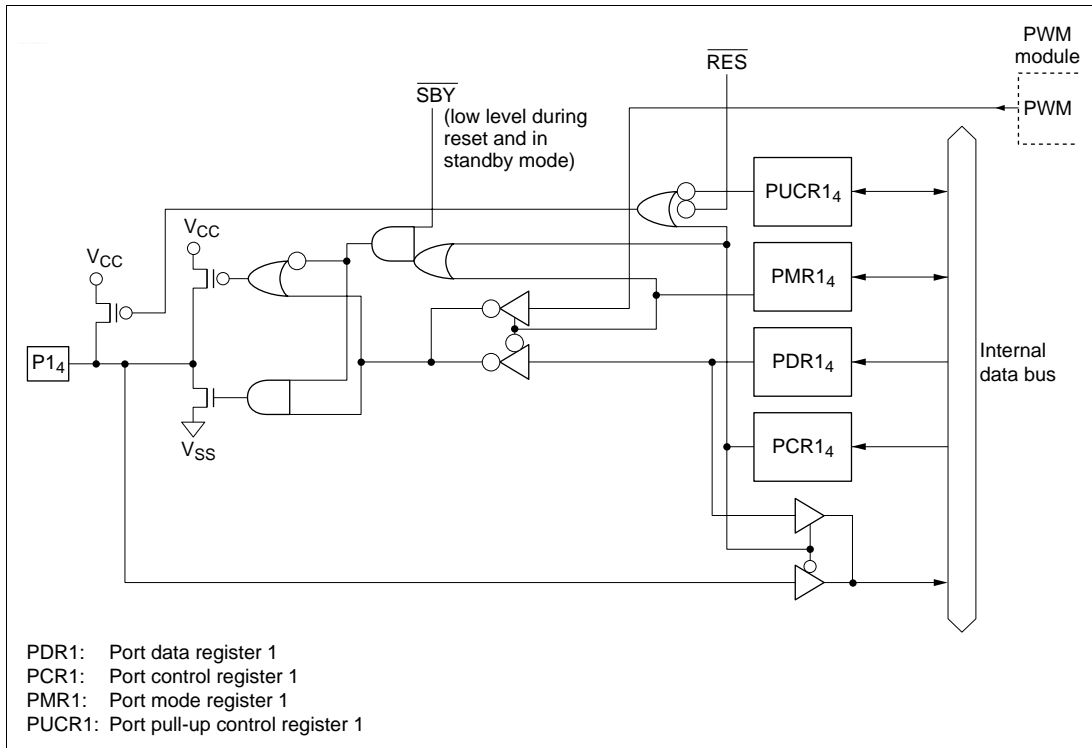 PWM
module
PWM
RES
SBY
(low level during
reset and in
standby mode)
PUCR1₄
VCC
VCC
PMR1₄
P1₄
PDR1₄
Internal
data bus
VSS
PCR1₄
PDR1: Port data register 1
PCR1: Port control register 1
PMR1: Port mode register 1
PUCR1: Port pull-up control register 1